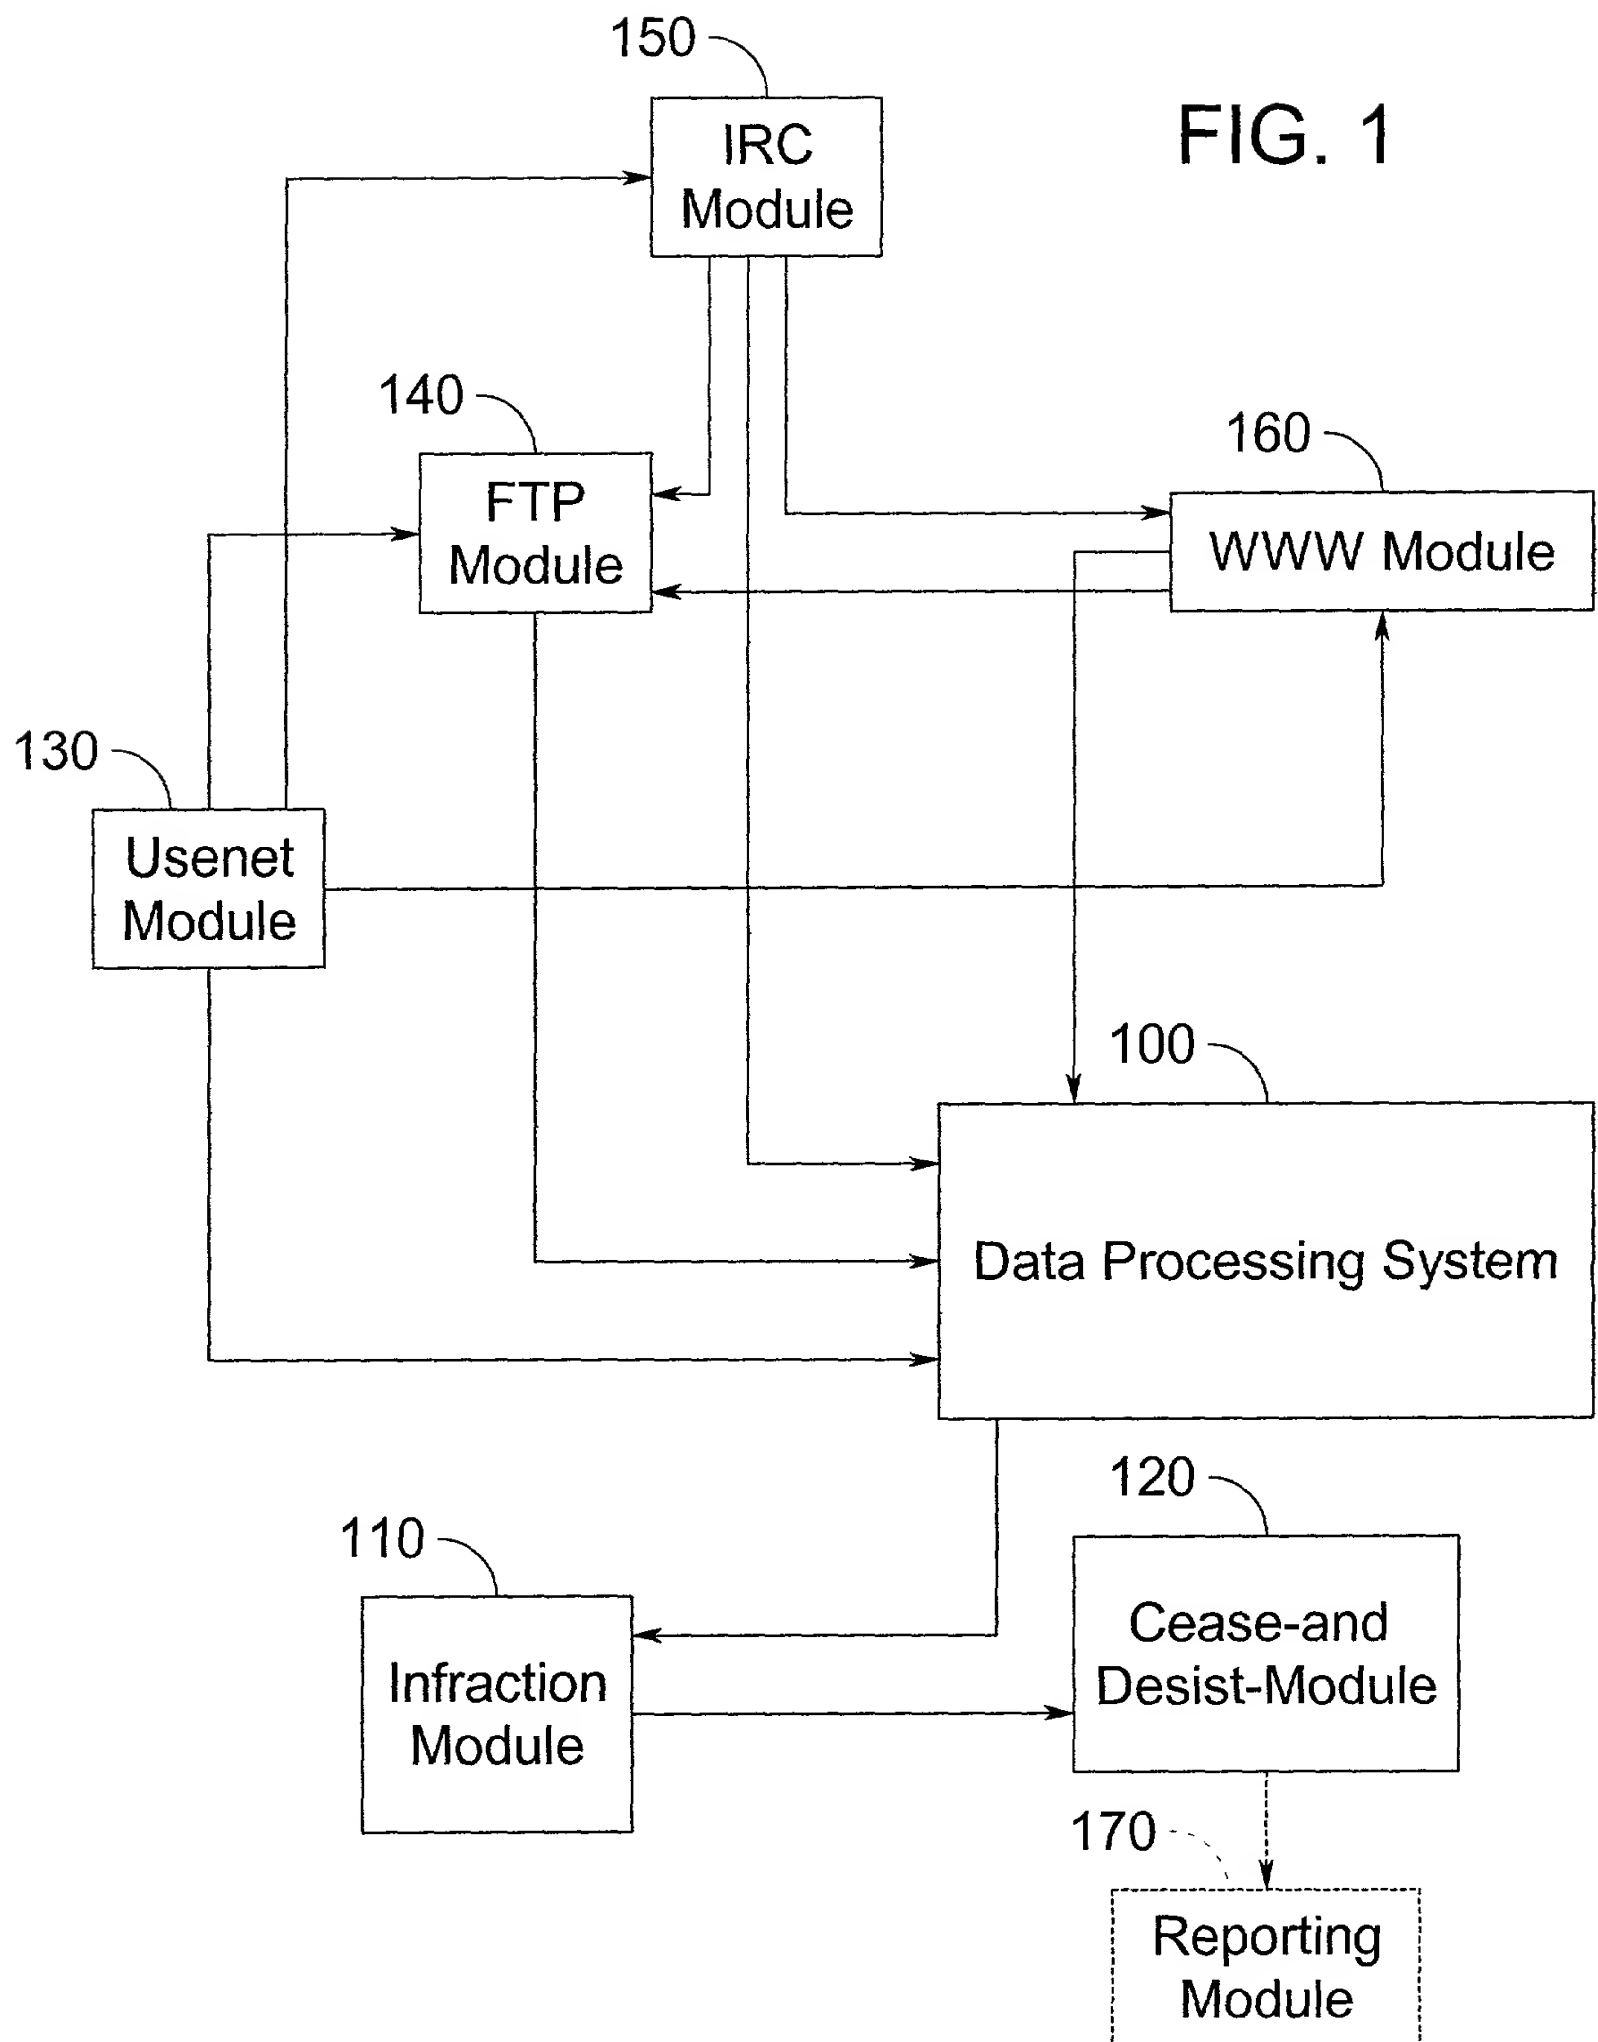 150
IRC
Module
FIG. 1
140
FTP
Module
160
WWW Module
130
Usenet
Module
100
Data Processing System
120
Cease-and
Desist-Module
110
Infraction
Module
170
Reporting
Module